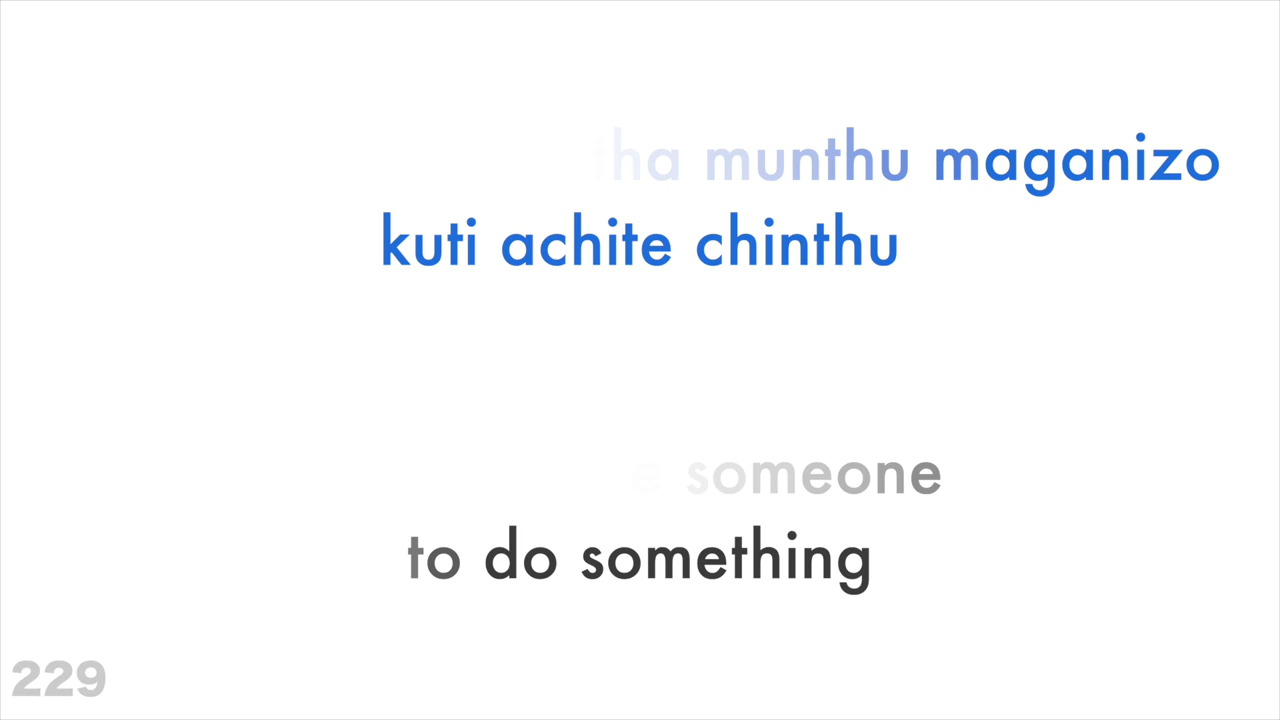 tha munthu maganizo
kuti achite chinthu
e someone
to do something
229